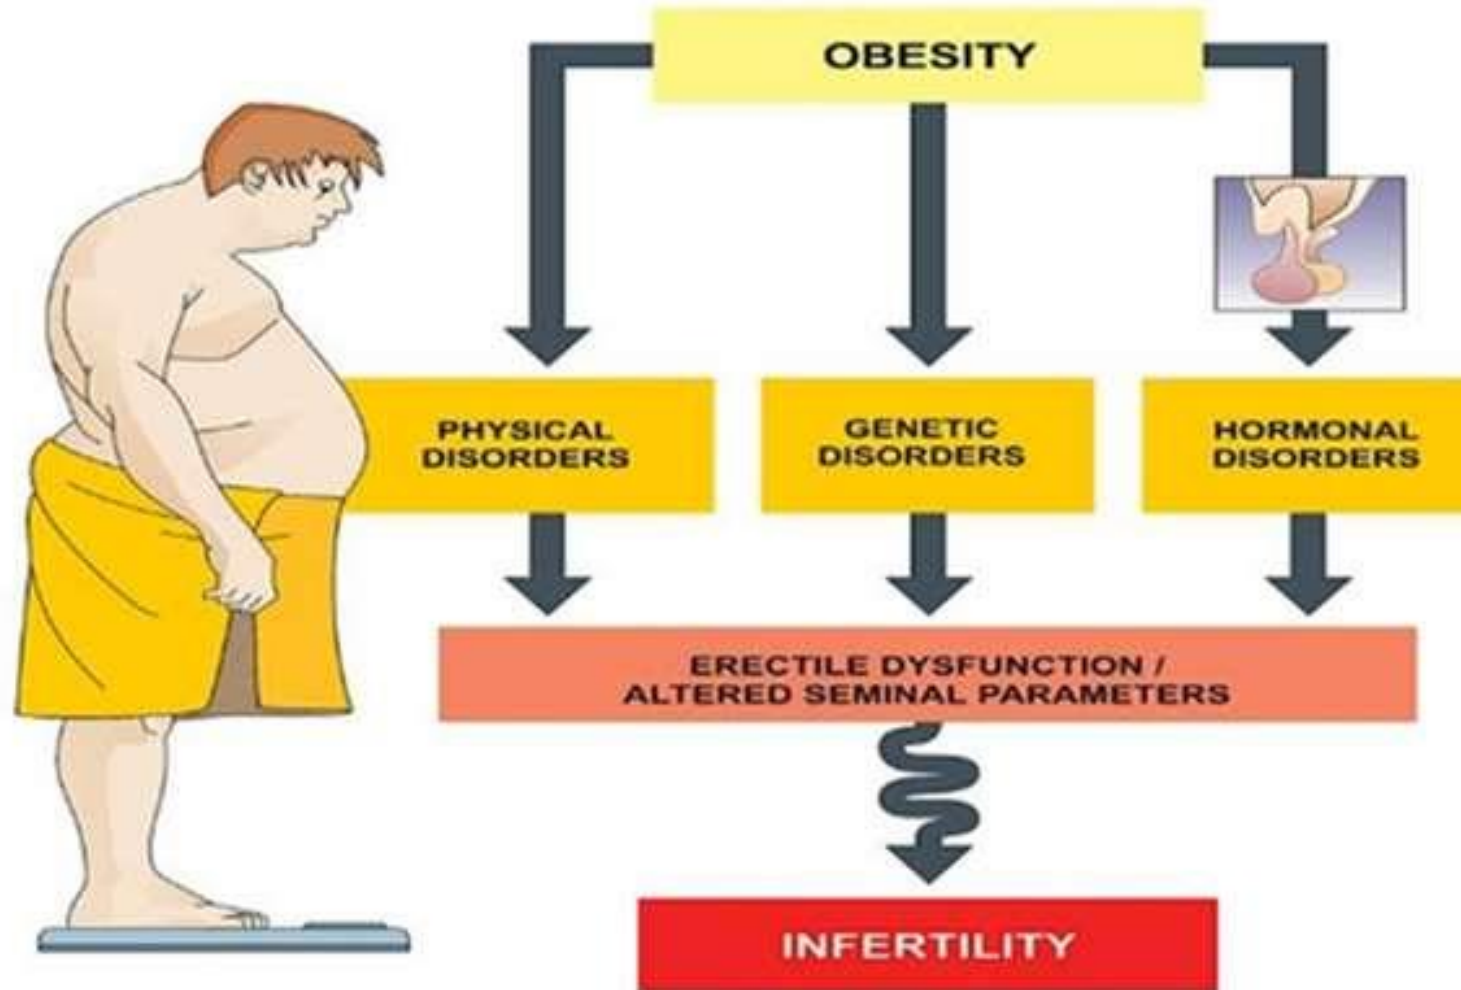 OBESITY
PHYSICAL
DISORDERS
GENETIC
DISORDERS
HORMONAL
DISORDERS
ERECTILE DYSFUNCTION /
ALTERED SEMINAL PARAMETERS
INFERTILITY